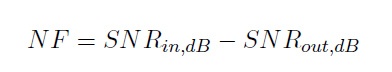 NF = SNR_{in,dB} − SNR_{out,dB}